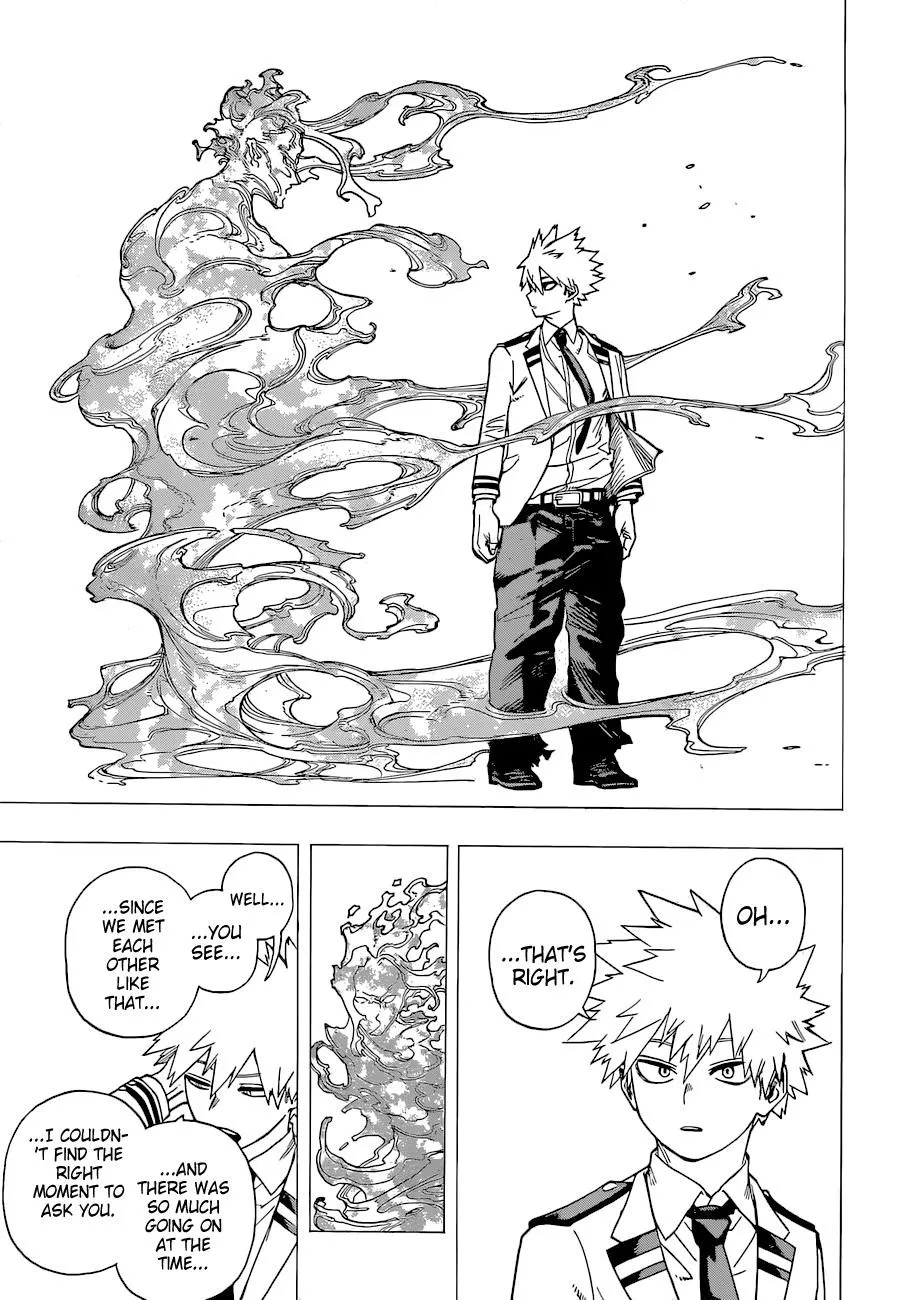 OH...
...THAT'S
RIGHT.
WELL...
...YOU
SEE...
...SINCE
WE MET
EACH
OTHER
LIKE
THAT...
...AND
THERE WAS
SO MUCH
GOING ON
AT THE
TIME...
...I COULDN-
'T FIND THE
RIGHT
MOMENT TO
ASK YOU.